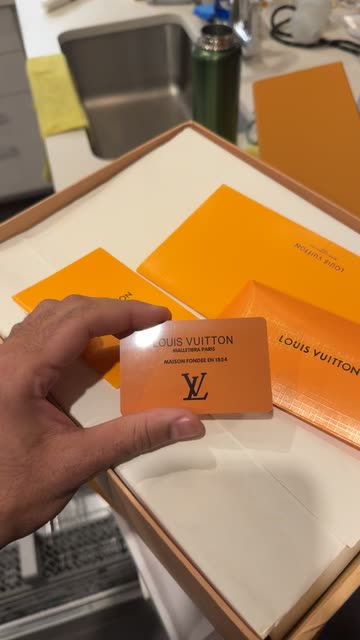 LOUIS VUITTON
LOUIS VUITTON
LOUIS VUITTON
MALLETIER À PARIS
MAISON FONDÉE EN 1854
LV